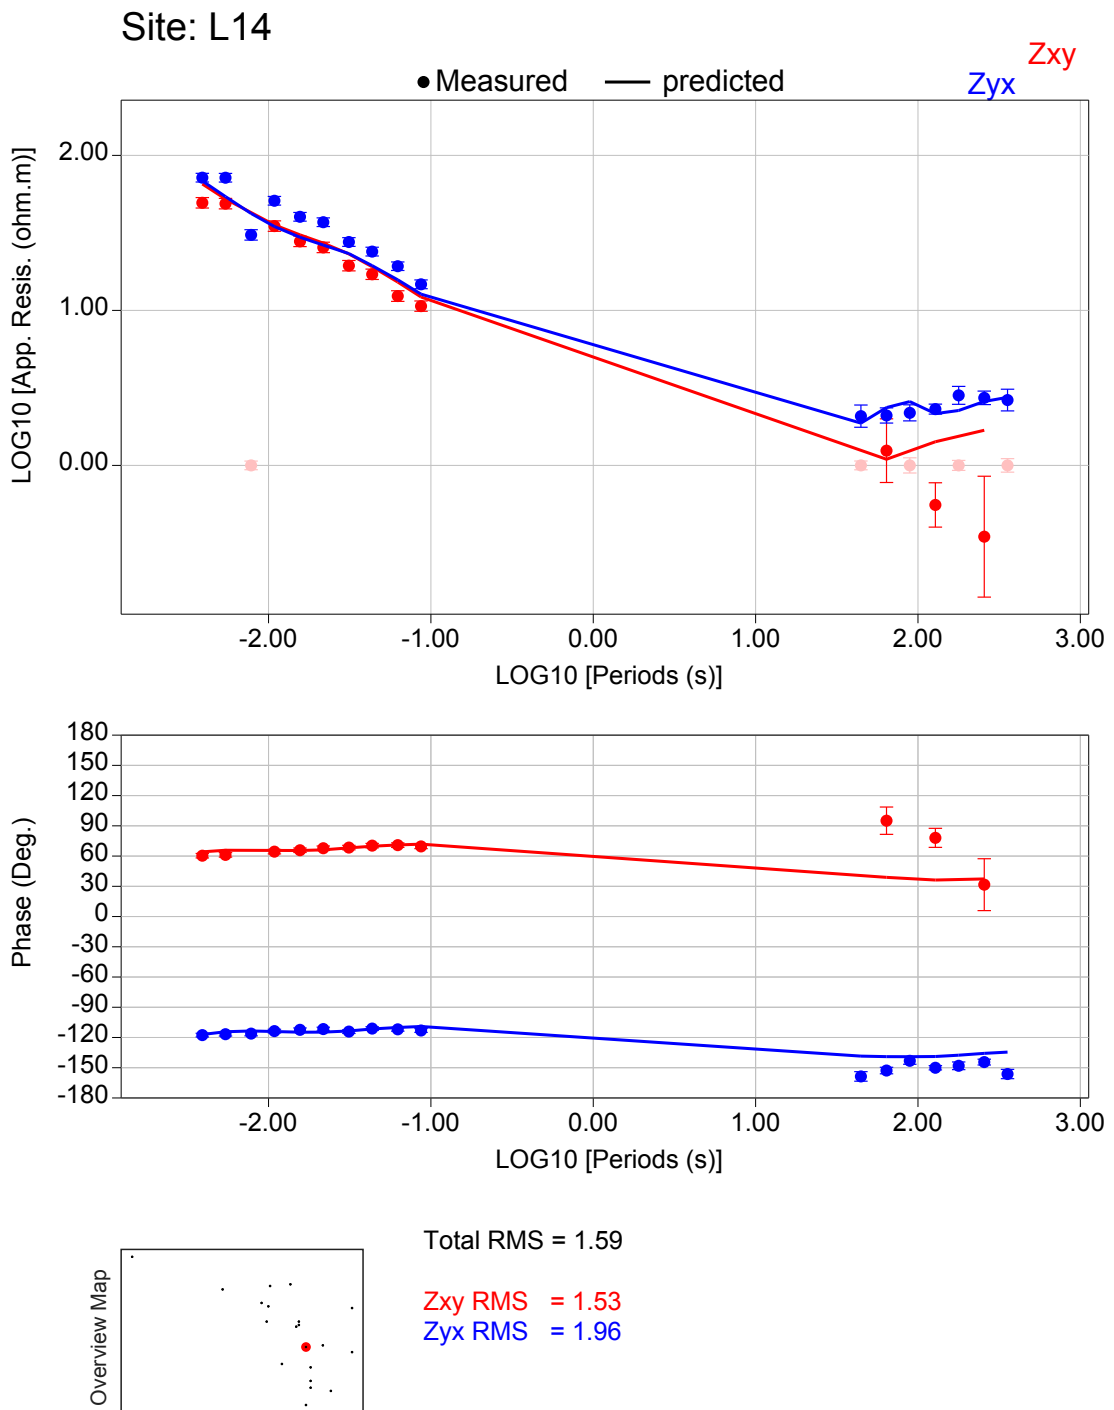 Site: L14
Zxy
Measured
predicted
Zyx
LOG10 [App. Resis. (ohm.m)]
2.00
1.00
0.00
-2.00 -1.00 0.00 1.00 2.00 3.00
LOG10 [Periods (s)]
Phase (Deg.)
180
150
120
90
60
30
0
-30
-60
-90
-120
-150
-180
-2.00 -1.00 0.00 1.00 2.00 3.00
LOG10 [Periods (s)]
Overview Map
Total RMS = 1.59
Zxy RMS = 1.53
Zyx RMS = 1.96